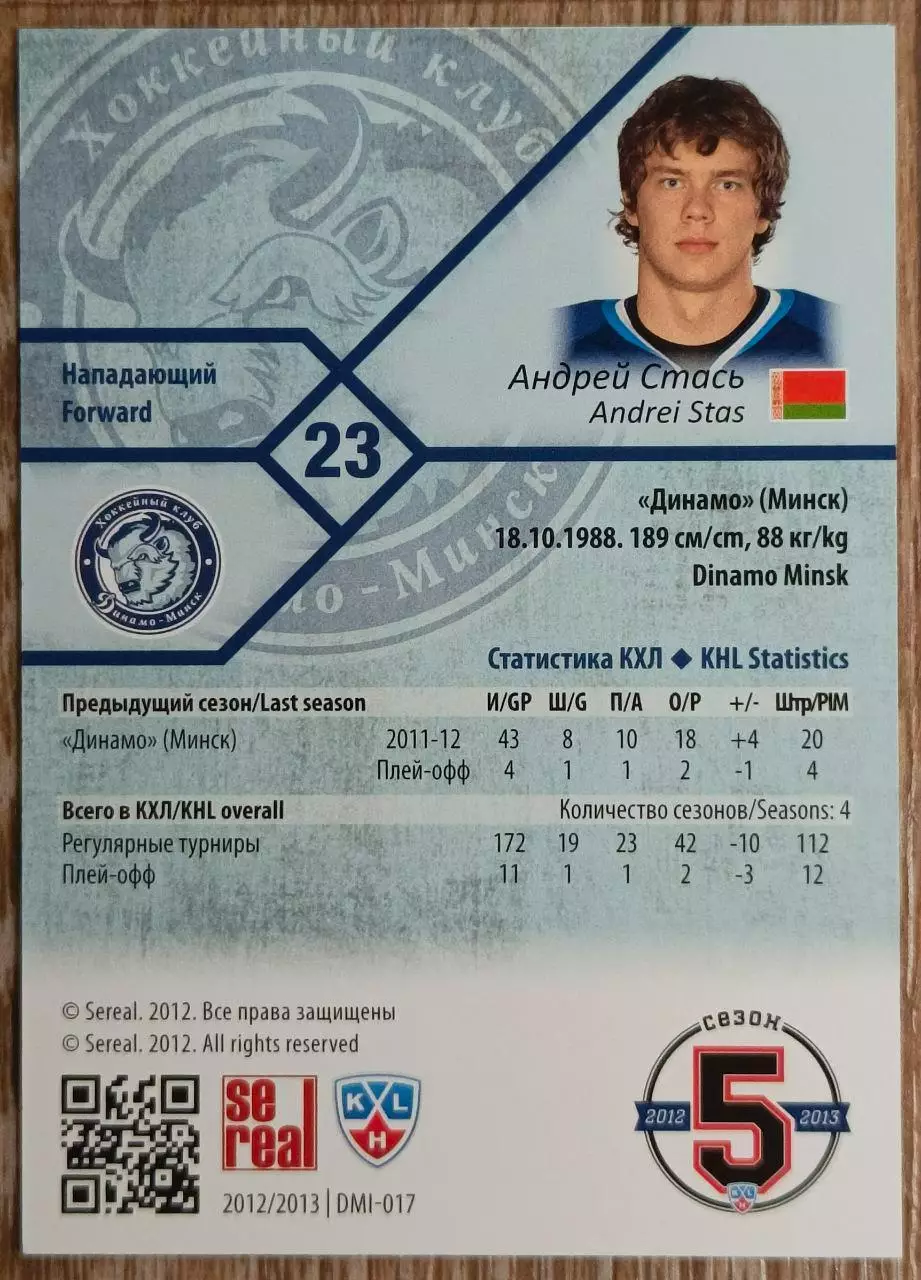 Хоккейный клуб
Андрей Стась
Andrei Stas
Нападающий
Forward
23
«Динамо» (Минск)
18.10.1988. 189 см/cm, 88 кг/kg
Dinamo Minsk
Хоккейный клуб
Динамо-Минск
Статистика КХЛ ◆ KHL Statistics
Предыдущий сезон/Last season И/GP Ш/G П/A О/P +/- Штр/PIM
«Динамо» (Минск) 2011-12 43 8 10 18 +4 20
Плей-офф 4 1 1 2 -1 4
Всего в КХЛ/KHL overall Количество сезонов/Seasons: 4
Регулярные турниры 172 19 23 42 -10 112
Плей-офф 11 1 1 2 -3 12
© Sereal. 2012. Все права защищены
© Sereal. 2012. All rights reserved
se
real
KXL
H
2012/2013 | DMI-017
сезон
2012 5 2013